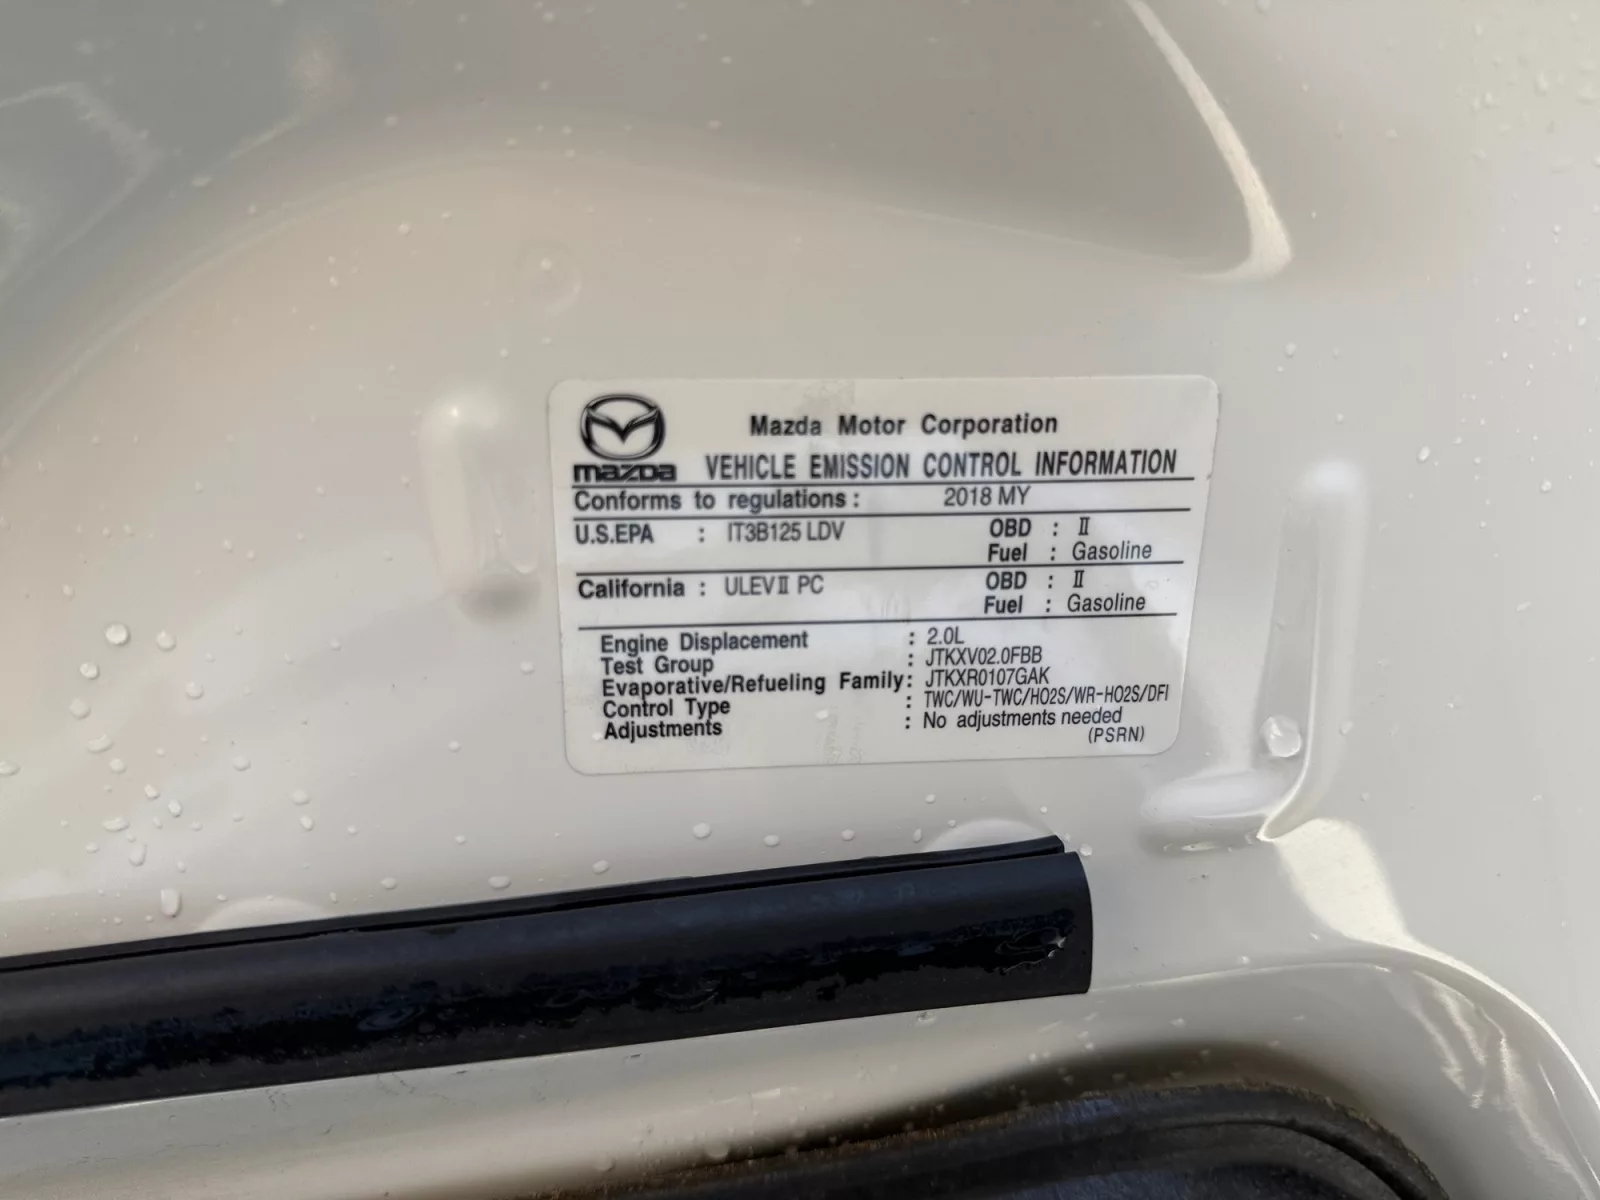 mazda
Mazda Motor Corporation
VEHICLE EMISSION CONTROL INFORMATION
Conforms to regulations : 2018 MY
U.S.EPA : IT3B125 LDV OBD : II
Fuel : Gasoline
California : ULEVII PC OBD : II
Fuel : Gasoline
Engine Displacement : 2.0L
Test Group : JTKXV02.0FBB
Evaporative/Refueling Family : JTKXR0107GAK
Control Type : TWC/WU-TWC/HO2S/WR-HO2S/DFI
Adjustments : No adjustments needed
(PSRN)